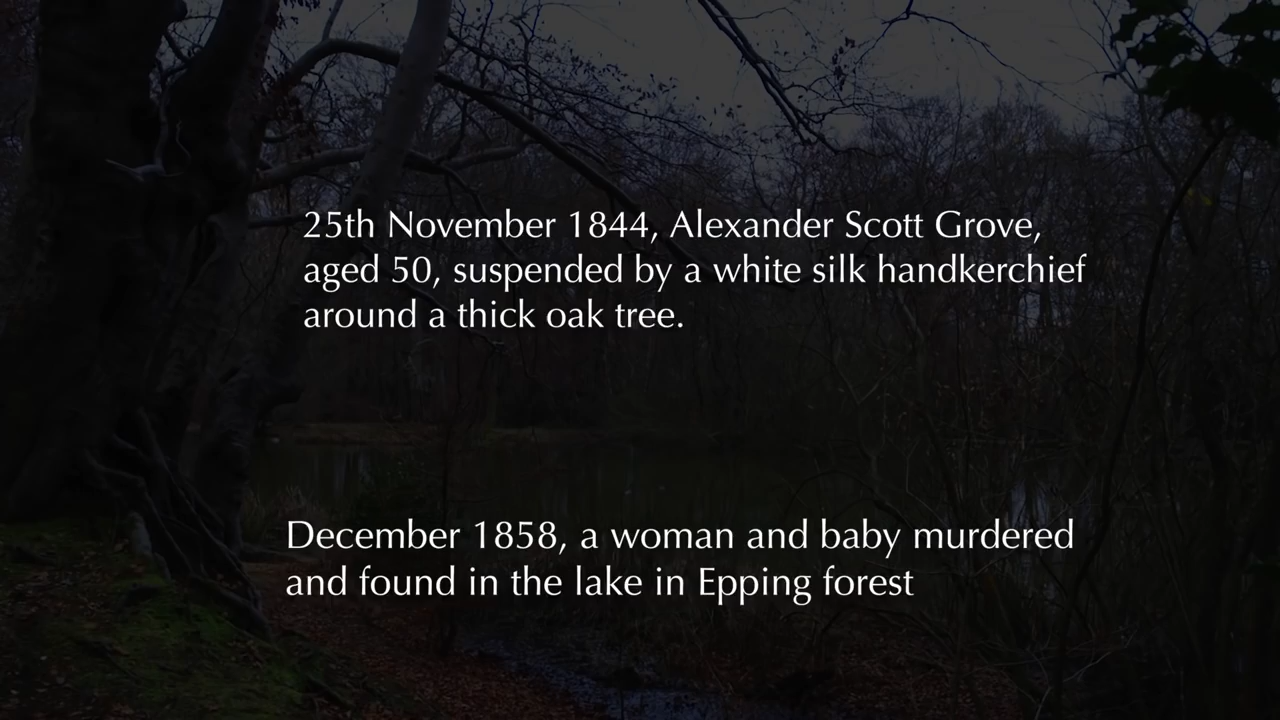 25th November 1844, Alexander Scott Grove,
aged 50, suspended by a white silk handkerchief
around a thick oak tree.
December 1858, a woman and baby murdered
and found in the lake in Epping forest